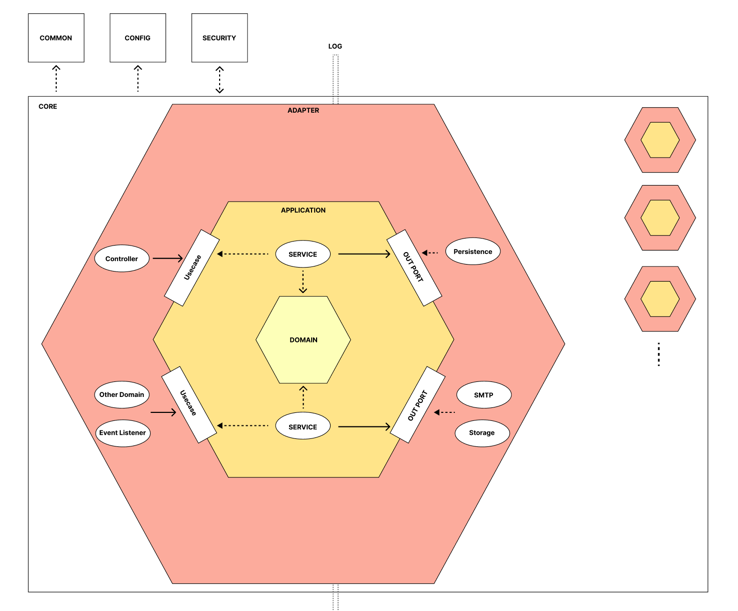 COMMON
CONFIG
SECURITY
LOG
CORE
ADAPTER
APPLICATION
Controller
Usecase
SERVICE
OUT PORT
Persistence
DOMAIN
Other Domain
Event Listener
Usecase
SERVICE
OUT PORT
SMTP
Storage